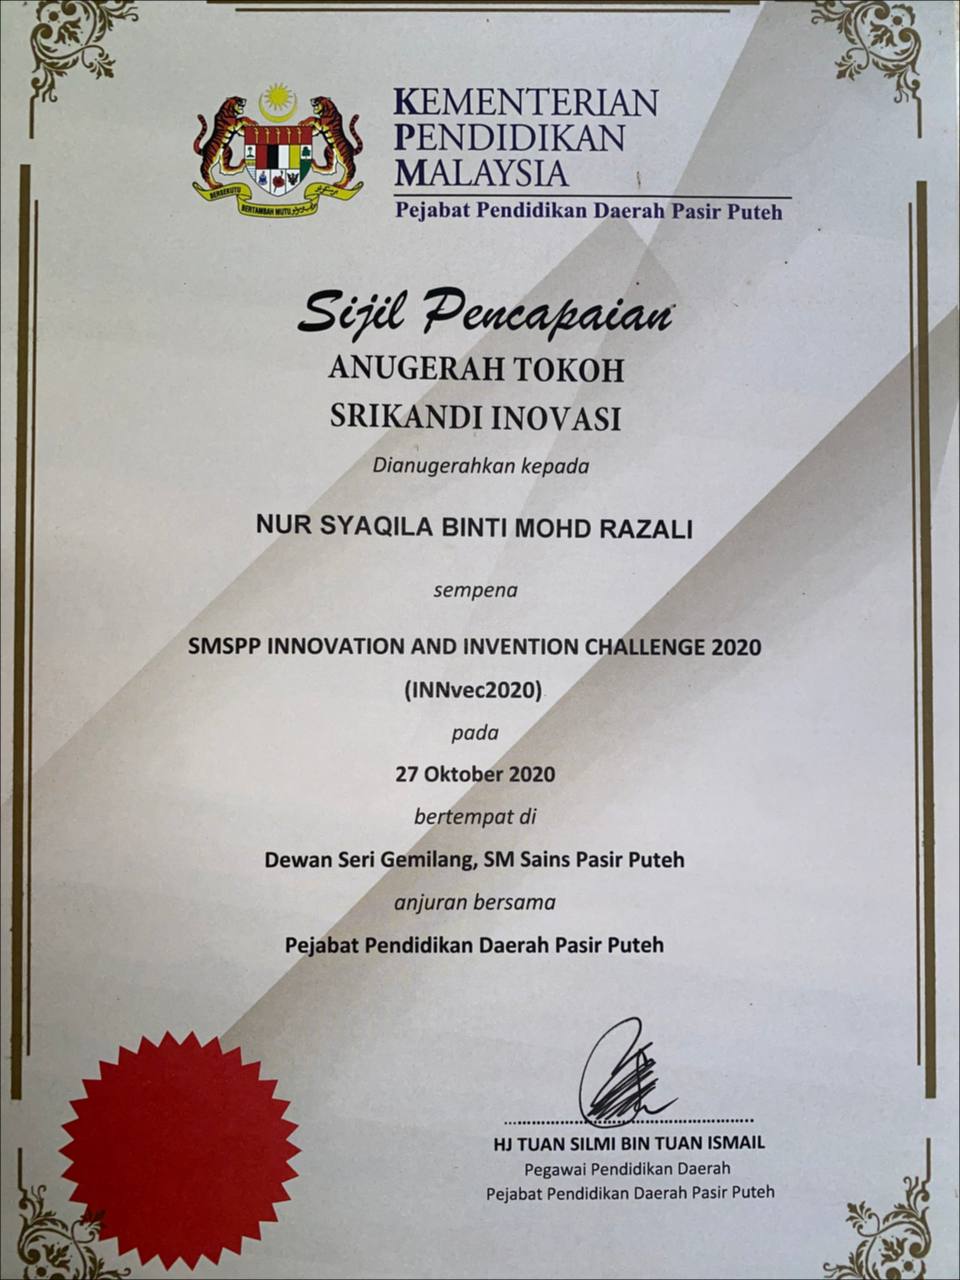 KEMENTERIAN
PENDIDIKAN
MALAYSIA
Pejabat Pendidikan Daerah Pasir Puteh
BERSEKUTU
BERTAMBAH MUTU
Sijil Pencapaian
ANUGERAH TOKOH
SRIKANDI INOVASI
Dianugerahkan kepada
NUR SYAQILA BINTI MOHD RAZALI
sempena
SMSPP INNOVATION AND INVENTION CHALLENGE 2020
(INNvec2020)
pada
27 Oktober 2020
bertempat di
Dewan Seri Gemilang, SM Sains Pasir Puteh
anjuran bersama
Pejabat Pendidikan Daerah Pasir Puteh
HJ TUAN SILMI BIN TUAN ISMAIL
Pegawai Pendidikan Daerah
Pejabat Pendidikan Daerah Pasir Puteh